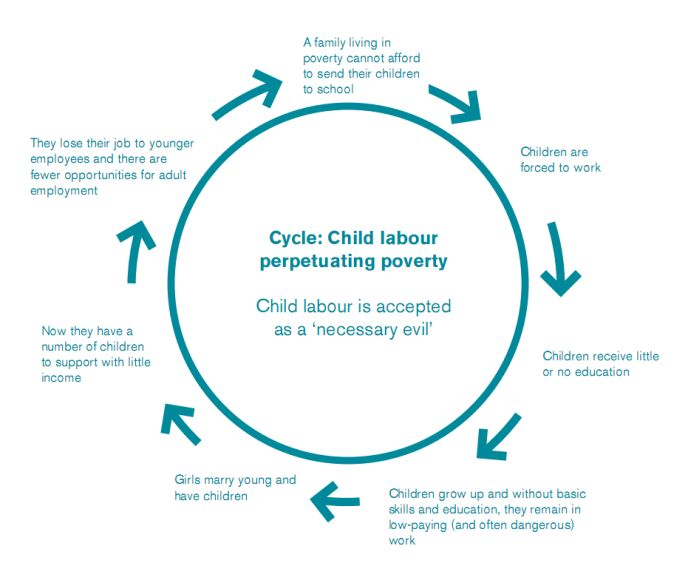 A family living in
poverty cannot afford
to send their children
to school
Children are
forced to work
Children receive little
or no education
Children grow up and without basic
skills and education, they remain in
low-paying (and often dangerous)
work
Girls marry young and
have children
Now they have a
number of children
to support with little
income
They lose their job to younger
employees and there are
fewer opportunities for adult
employment
Cycle: Child labour
perpetuating poverty
Child labour is accepted
as a ‘necessary evil’